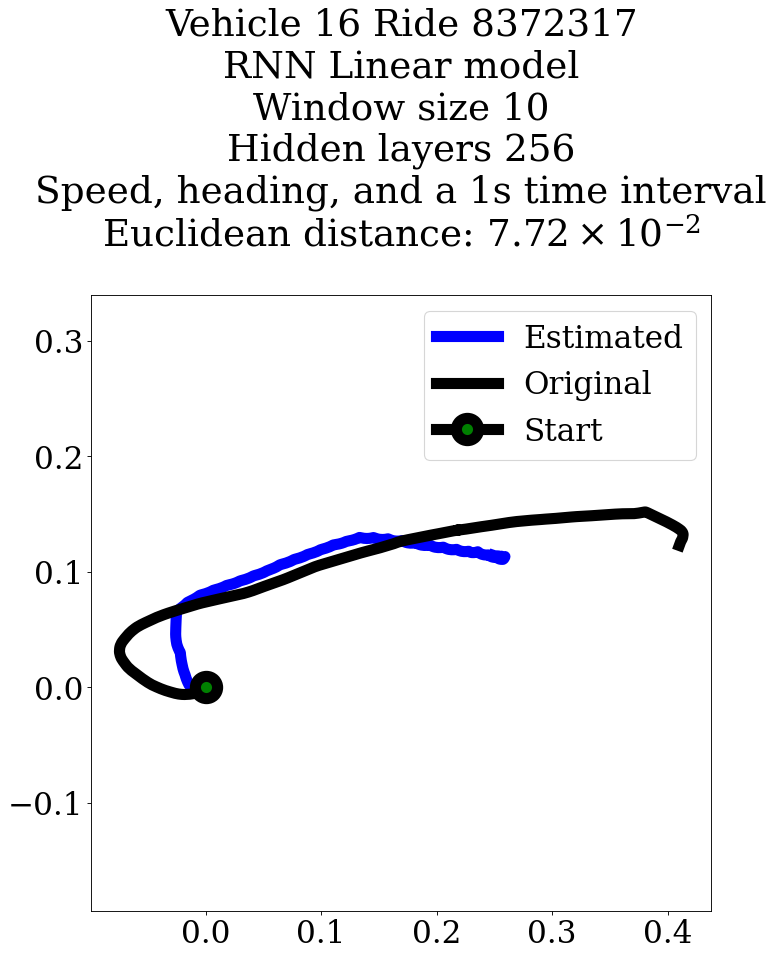 Vehicle 16 Ride 8372317
RNN Linear model
Window size 10
Hidden layers 256
Speed, heading, and a 1s time interval
Euclidean distance: 7.72 × 10⁻²
Estimated
Original
Start
0.3
0.2
0.1
0.0
−0.1
0.0 0.1 0.2 0.3 0.4